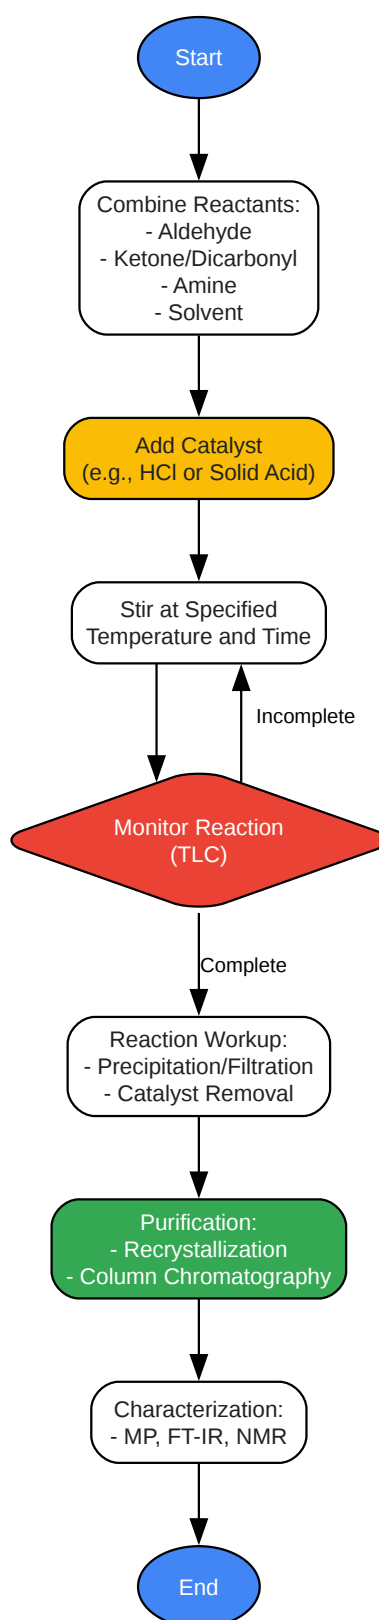 Start
Combine Reactants:
- Aldehyde
- Ketone/Dicarbonyl
- Amine
- Solvent
Add Catalyst
(e.g., HCl or Solid Acid)
Stir at Specified
Temperature and Time
Incomplete
Monitor Reaction
(TLC)
Complete
Reaction Workup:
- Precipitation/Filtration
- Catalyst Removal
Purification:
- Recrystallization
- Column Chromatography
Characterization:
- MP, FT-IR, NMR
End